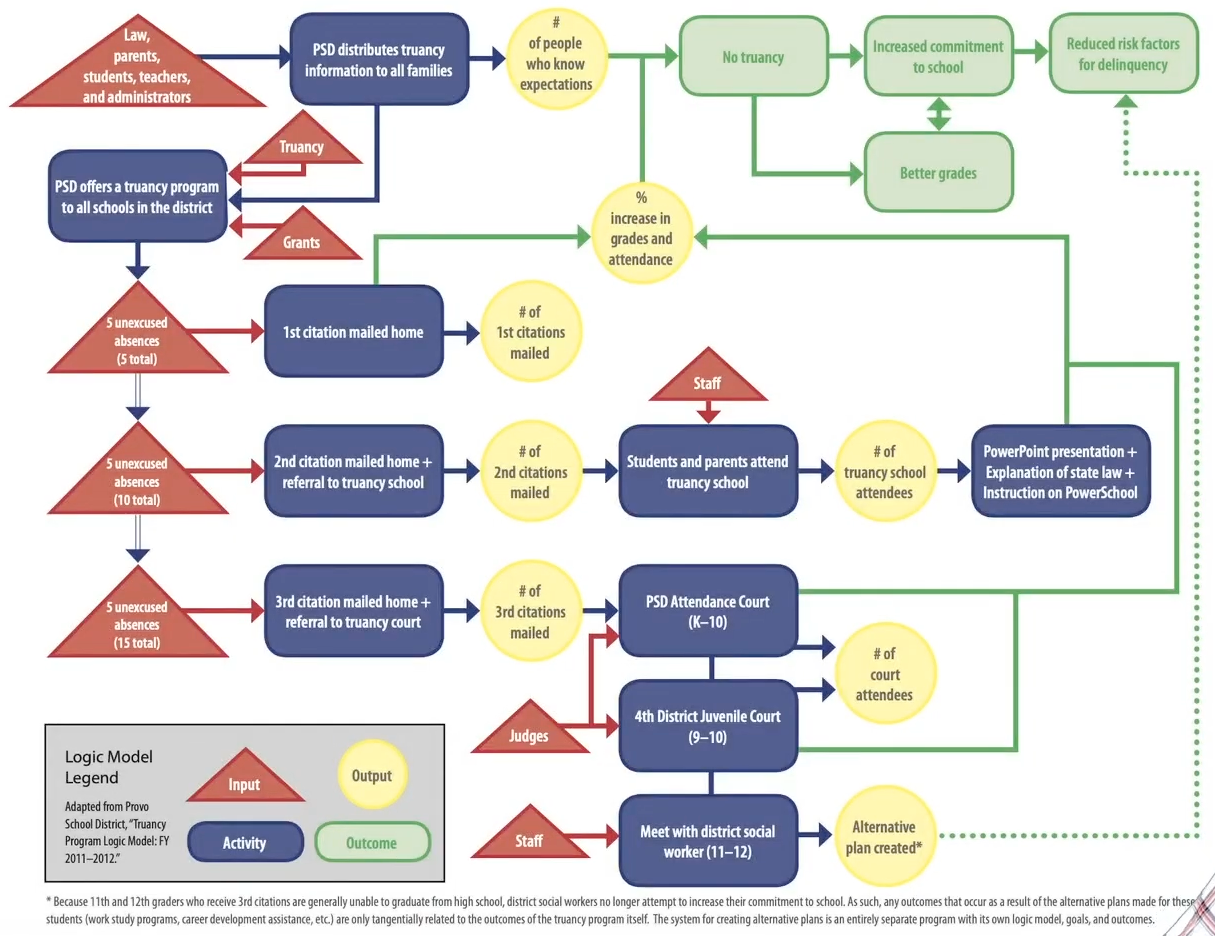 Law,
parents,
students, teachers,
and administrators
PSD distributes truancy
information to all families
#
of people
who know
expectations
No truancy
Increased commitment
to school
Reduced risk factors
for delinquency
Truancy
PSD offers a truancy program
to all schools in the district
Better grades
Grants
%
increase in
grades and
attendance
5 unexcused
absences
(5 total)
1st citation mailed home
# of
1st citations
mailed
Staff
5 unexcused
absences
(10 total)
2nd citation mailed home +
referral to truancy school
# of
2nd citations
mailed
Students and parents attend
truancy school
# of
truancy school
attendees
PowerPoint presentation +
Explanation of state law +
Instruction on PowerSchool
5 unexcused
absences
(15 total)
3rd citation mailed home +
referral to truancy court
# of
3rd citations
mailed
PSD Attendance Court
(K–10)
# of
court
attendees
Judges
4th District Juvenile Court
(9–10)
Staff
Meet with district social
worker (11–12)
Alternative
plan created*
Logic Model
Legend
Adapted from Provo
School District, “Truancy
Program Logic Model: FY
2011–2012.”
Input
Output
Activity
Outcome
* Because 11th and 12th graders who receive 3rd citations are generally unable to graduate from high school, district social workers no longer attempt to increase their commitment to school. As such, any outcomes that occur as a result of the alternative plans made for these
students (work study programs, career development assistance, etc.) are only tangentially related to the outcomes of the truancy program itself. The system for creating alternative plans is an entirely separate program with its own logic model, goals, and outcomes.